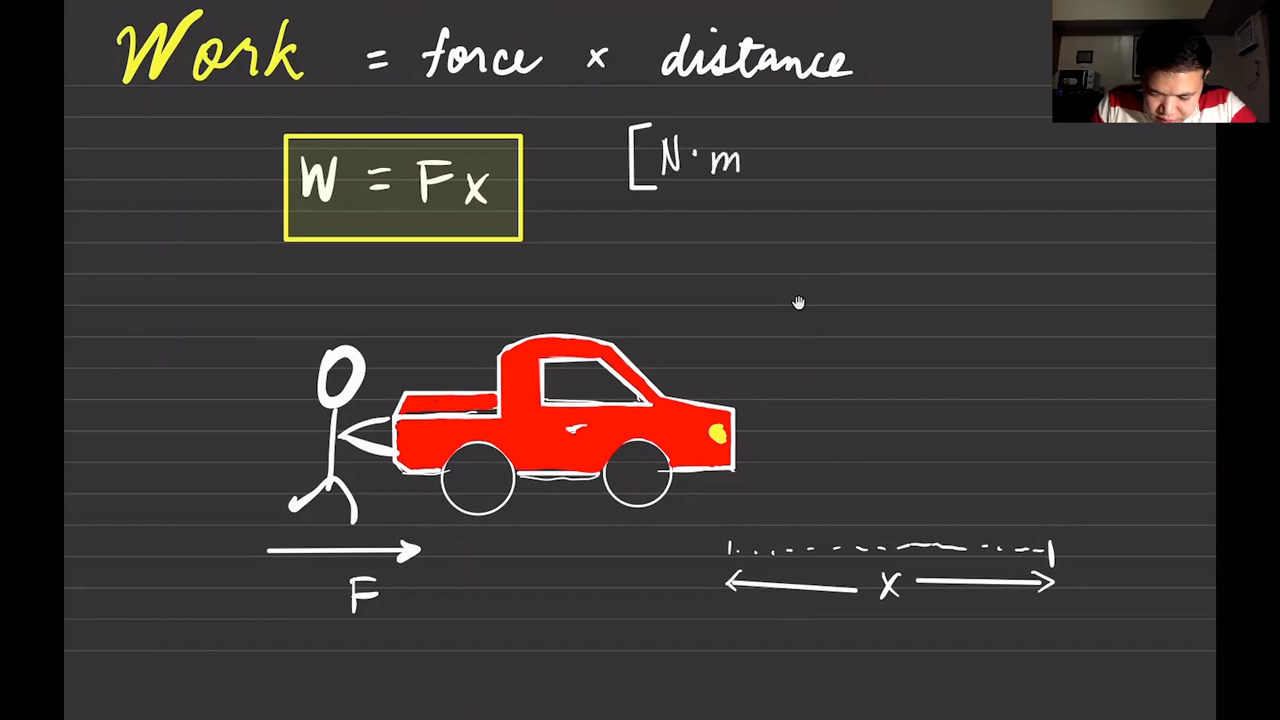 Work = force x distance
W = Fx
[N·m
F
x